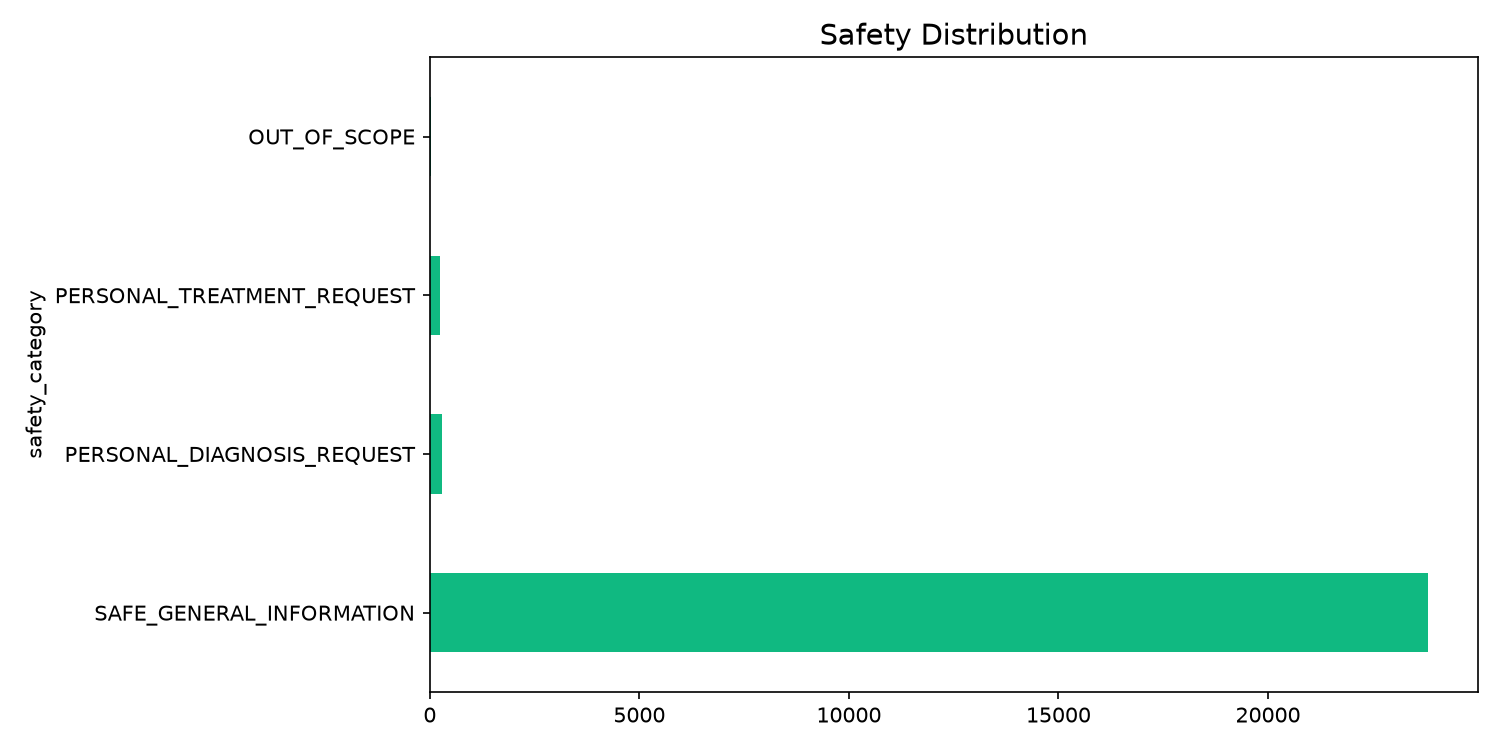 Safety Distribution
safety_category
OUT_OF_SCOPE
PERSONAL_TREATMENT_REQUEST
PERSONAL_DIAGNOSIS_REQUEST
SAFE_GENERAL_INFORMATION
0 5000 10000 15000 20000